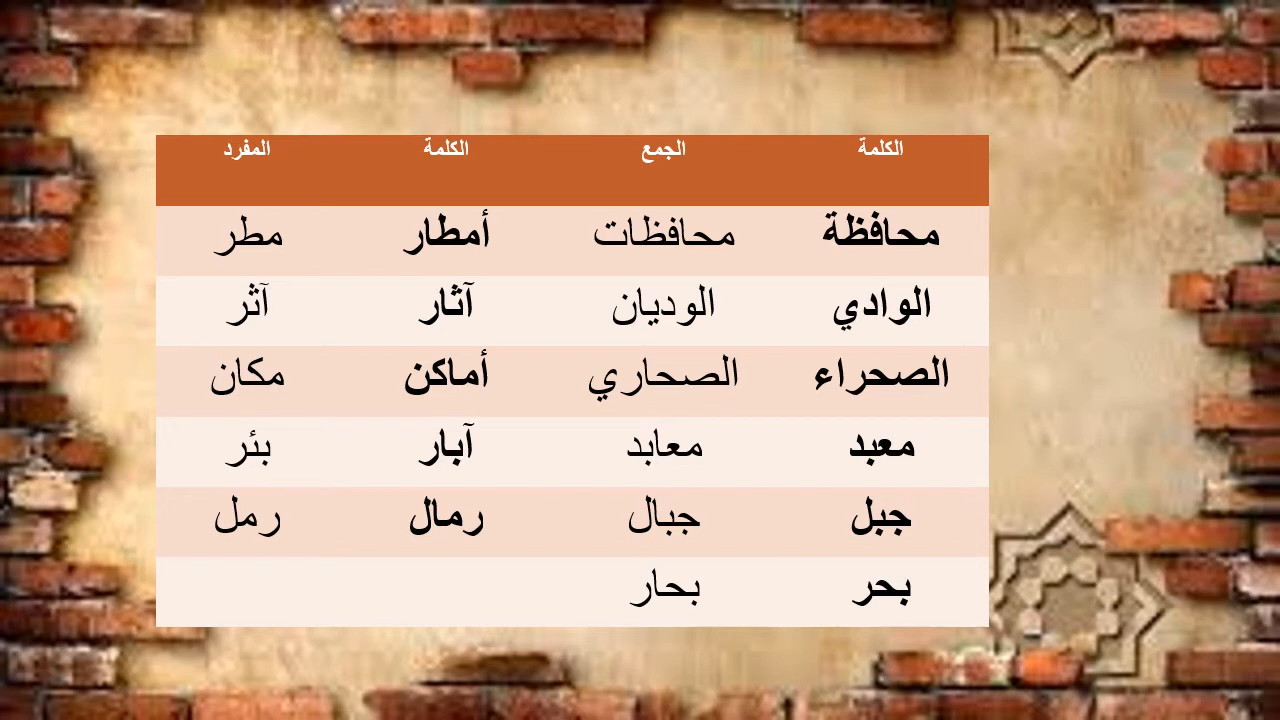 الكلمة الجمع الكلمة المفرد
محافظة محافظات أمطار مطر
الوادي الوديان آثار آثر
الصحراء الصحاري أماكن مكان
معبد معابد آبار بئر
جبل جبال رمال رمل
بحر بحار